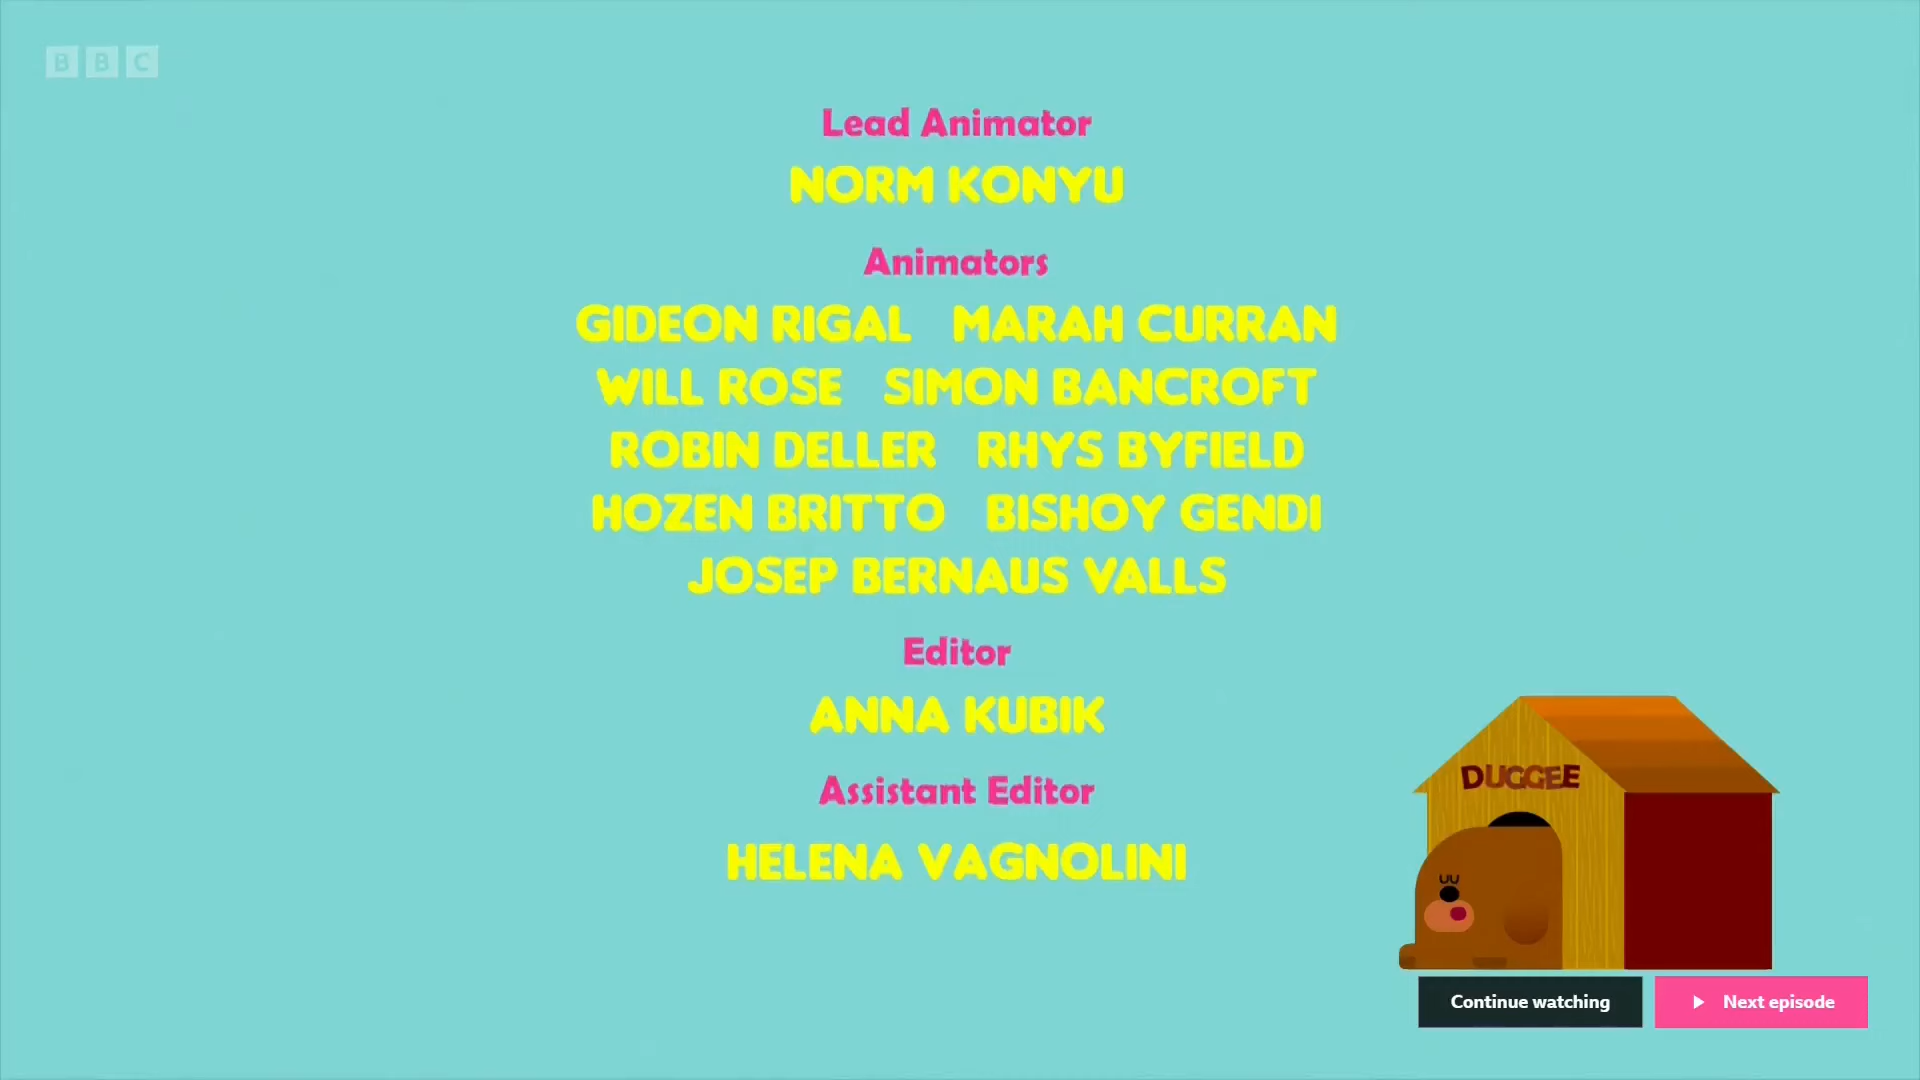 BBC
Lead Animator
NORM KONYU
Animators
GIDEON RIGAL MARAH CURRAN
WILL ROSE SIMON BANCROFT
ROBIN DELLER RHYS BYFIELD
HOZEN BRITTO BISHOY GENDI
JOSEP BERNAUS VALLS
Editor
ANNA KUBIK
Assistant Editor
HELENA VAGNOLINI
DUGGEE
Continue watching
Next episode